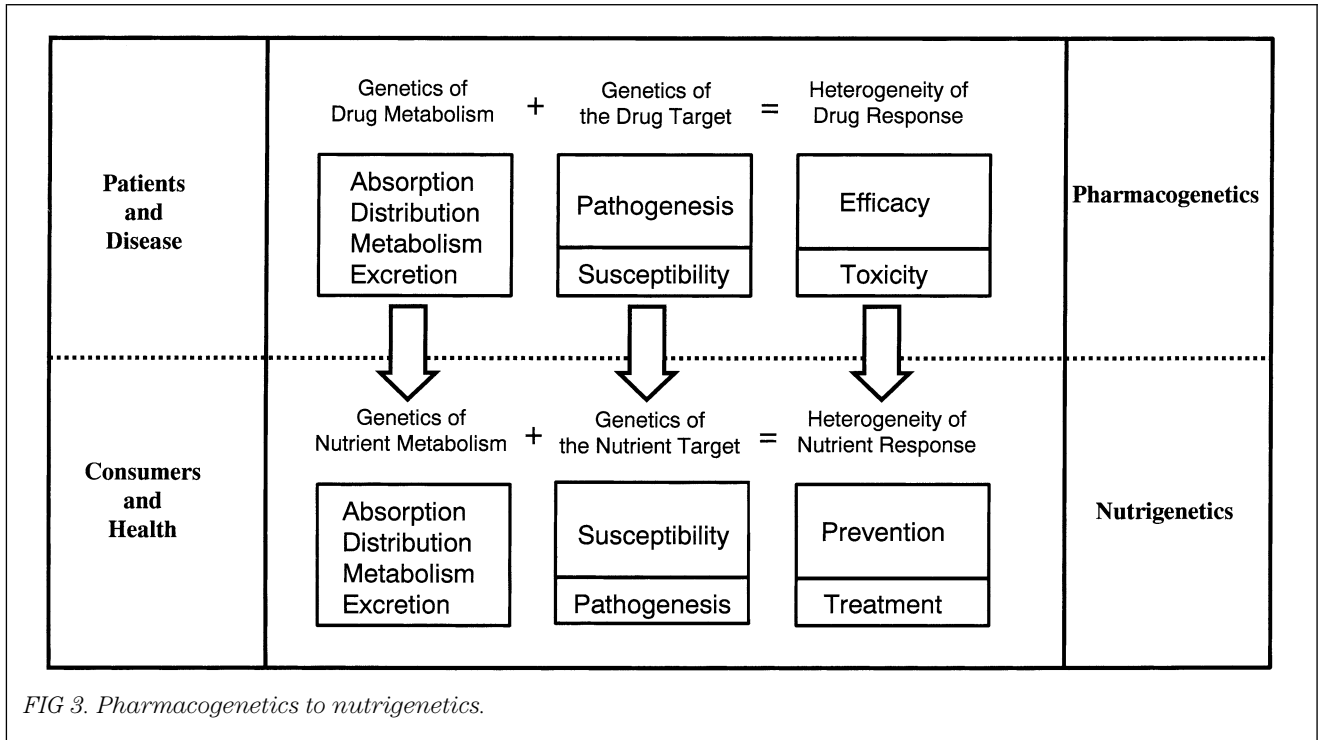 Patients
and
Disease
Genetics of
Drug Metabolism
+
Genetics of
the Drug Target
=
Heterogeneity of
Drug Response
Absorption
Distribution
Metabolism
Excretion
Pathogenesis
Susceptibility
Efficacy
Toxicity
Pharmacogenetics
Consumers
and
Health
Genetics of
Nutrient Metabolism
+
Genetics of
the Nutrient Target
=
Heterogeneity of
Nutrient Response
Absorption
Distribution
Metabolism
Excretion
Susceptibility
Pathogenesis
Prevention
Treatment
Nutrigenetics
FIG 3. Pharmacogenetics to nutrigenetics.